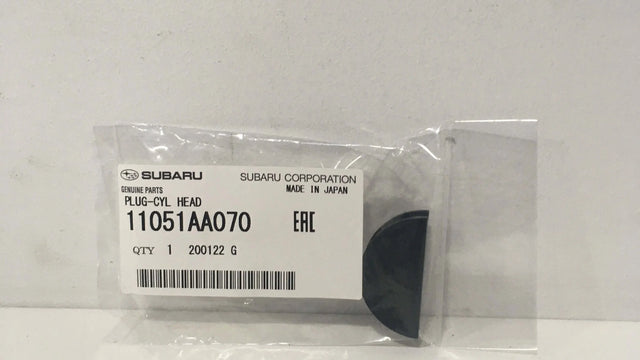 SUBARU SUBARU CORPORATION
GENUINE PARTS MADE IN JAPAN
PLUG-CYL HEAD
11051AA070 EAC
QTY 1 200122 G